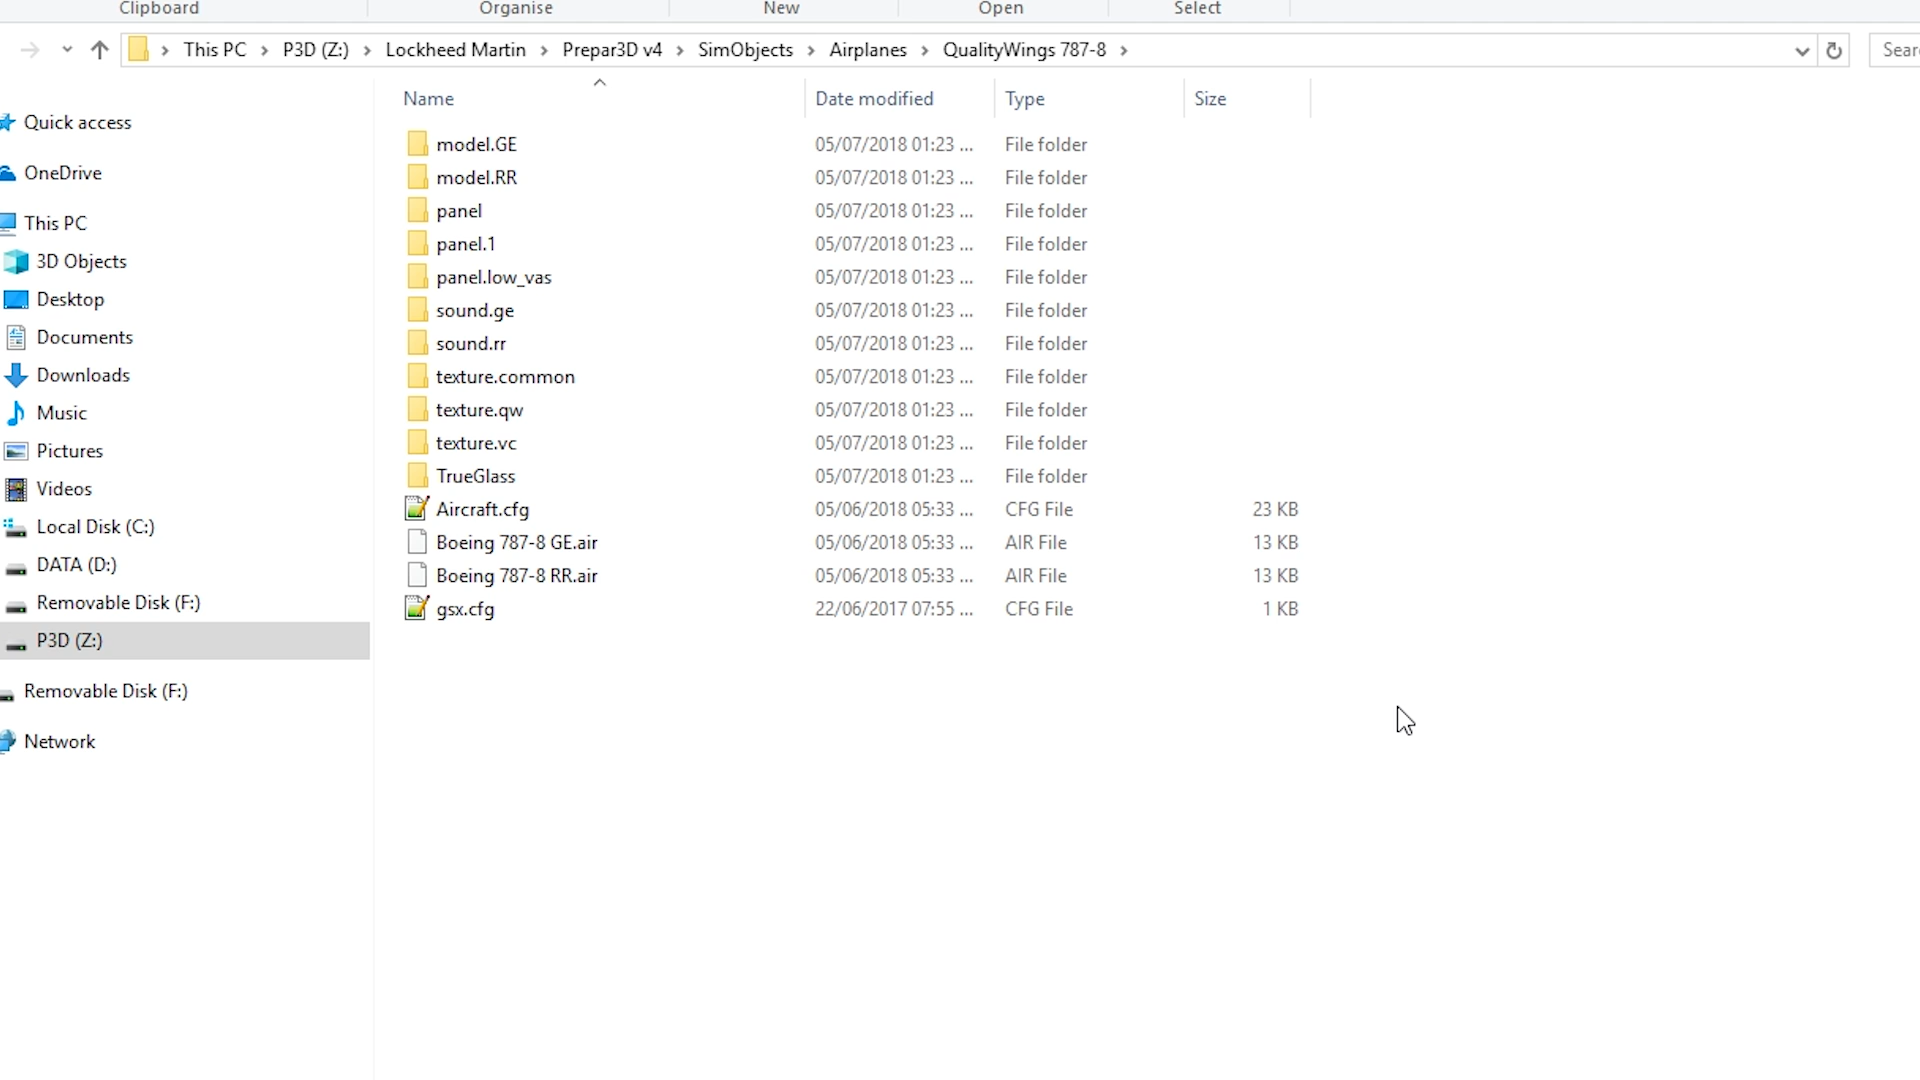 Clipboard Organise New Open Select
This PC > P3D (Z:) > Lockheed Martin > Prepar3D v4 > SimObjects > Airplanes > QualityWings 787-8 >
Name Date modified Type Size
Quick access
OneDrive
This PC
3D Objects
Desktop
Documents
Downloads
Music
Pictures
Videos
Local Disk (C:)
DATA (D:)
Removable Disk (F:)
P3D (Z:)
Removable Disk (F:)
Network
model.GE 05/07/2018 01:23 ... File folder
model.RR 05/07/2018 01:23 ... File folder
panel 05/07/2018 01:23 ... File folder
panel.1 05/07/2018 01:23 ... File folder
panel.low_vas 05/07/2018 01:23 ... File folder
sound.ge 05/07/2018 01:23 ... File folder
sound.rr 05/07/2018 01:23 ... File folder
texture.common 05/07/2018 01:23 ... File folder
texture.qw 05/07/2018 01:23 ... File folder
texture.vc 05/07/2018 01:23 ... File folder
TrueGlass 05/07/2018 01:23 ... File folder
Aircraft.cfg 05/06/2018 05:33 ... CFG File 23 KB
Boeing 787-8 GE.air 05/06/2018 05:33 ... AIR File 13 KB
Boeing 787-8 RR.air 05/06/2018 05:33 ... AIR File 13 KB
gsx.cfg 22/06/2017 07:55 ... CFG File 1 KB